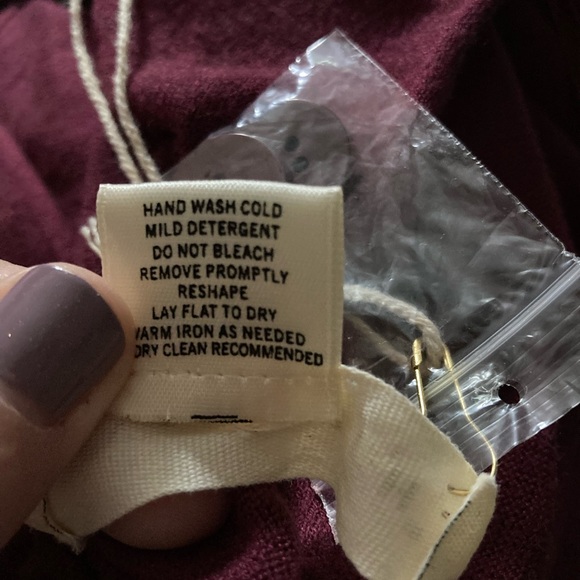 HAND WASH COLD
MILD DETERGENT
DO NOT BLEACH
REMOVE PROMPTLY
RESHAPE
LAY FLAT TO DRY
WARM IRON AS NEEDED
DRY CLEAN RECOMMENDED